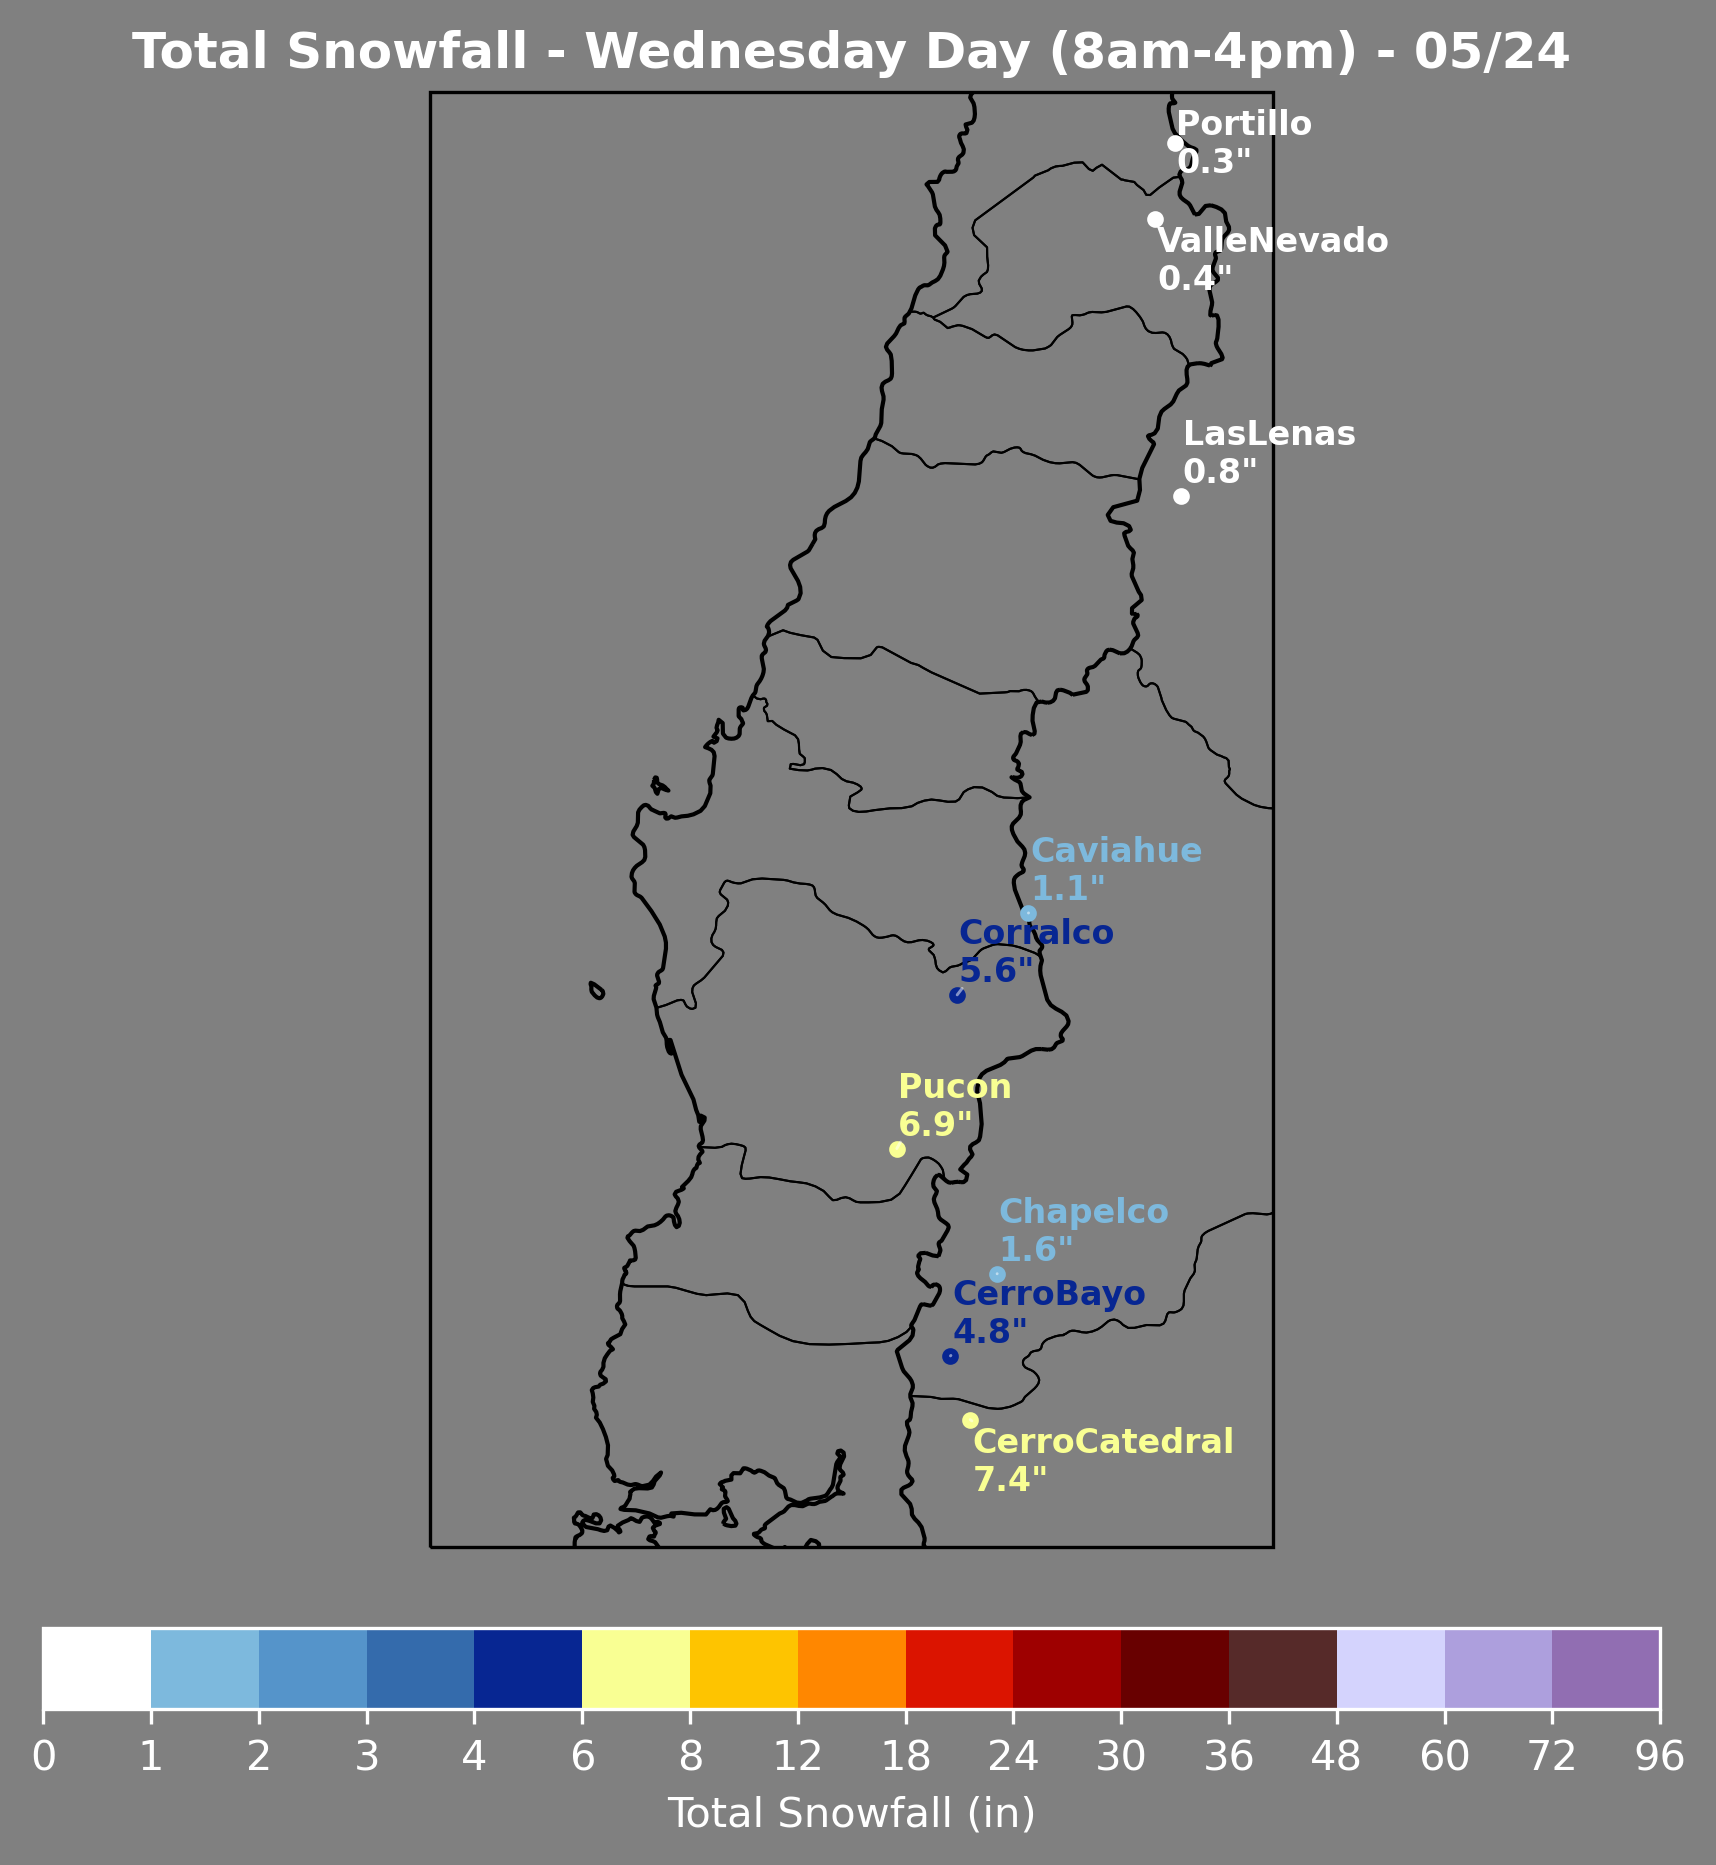 Total Snowfall - Wednesday Day (8am-4pm) - 05/24
Portillo
0.3"
ValleNevado
0.4"
LasLenas
0.8"
Caviahue
1.1"
Corralco
5.6"
Pucon
6.9"
Chapelco
1.6"
CerroBayo
4.8"
CerroCatedral
7.4"
0 1 2 3 4 6 8 12 18 24 30 36 48 60 72 96
Total Snowfall (in)